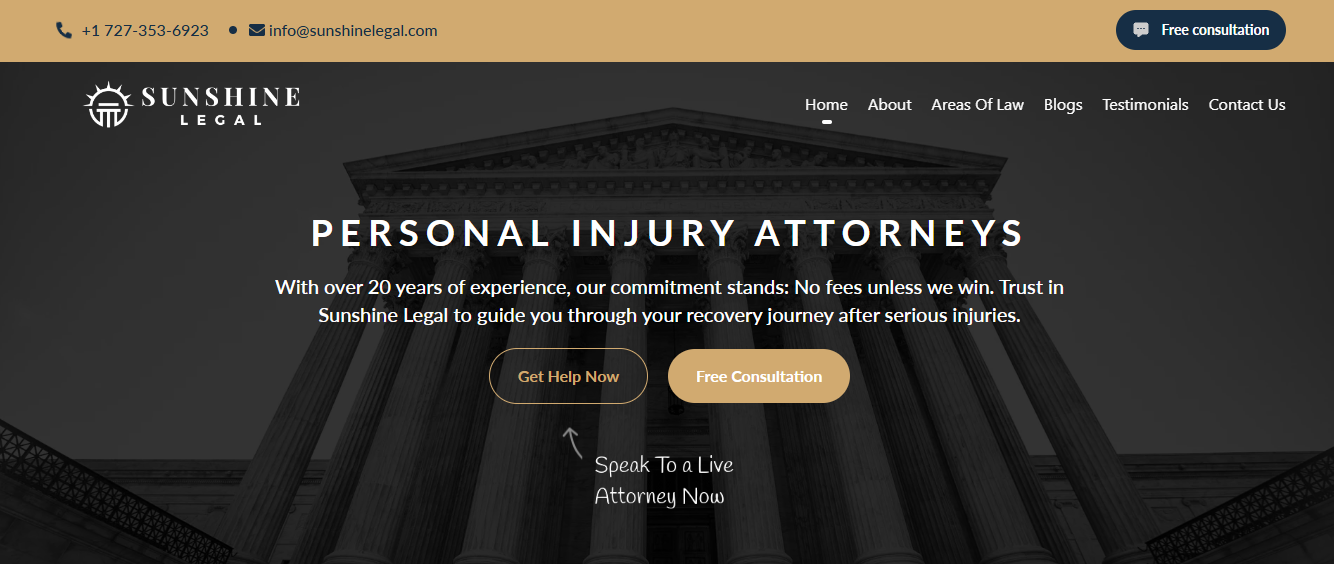 +1 727-353-6923
info@sunshinelegal.com
Free consultation
SUNSHINE
LEGAL
Home
About
Areas Of Law
Blogs
Testimonials
Contact Us
PERSONAL INJURY ATTORNEYS
With over 20 years of experience, our commitment stands: No fees unless we win. Trust in
Sunshine Legal to guide you through your recovery journey after serious injuries.
Get Help Now
Free Consultation
Speak To a Live
Attorney Now